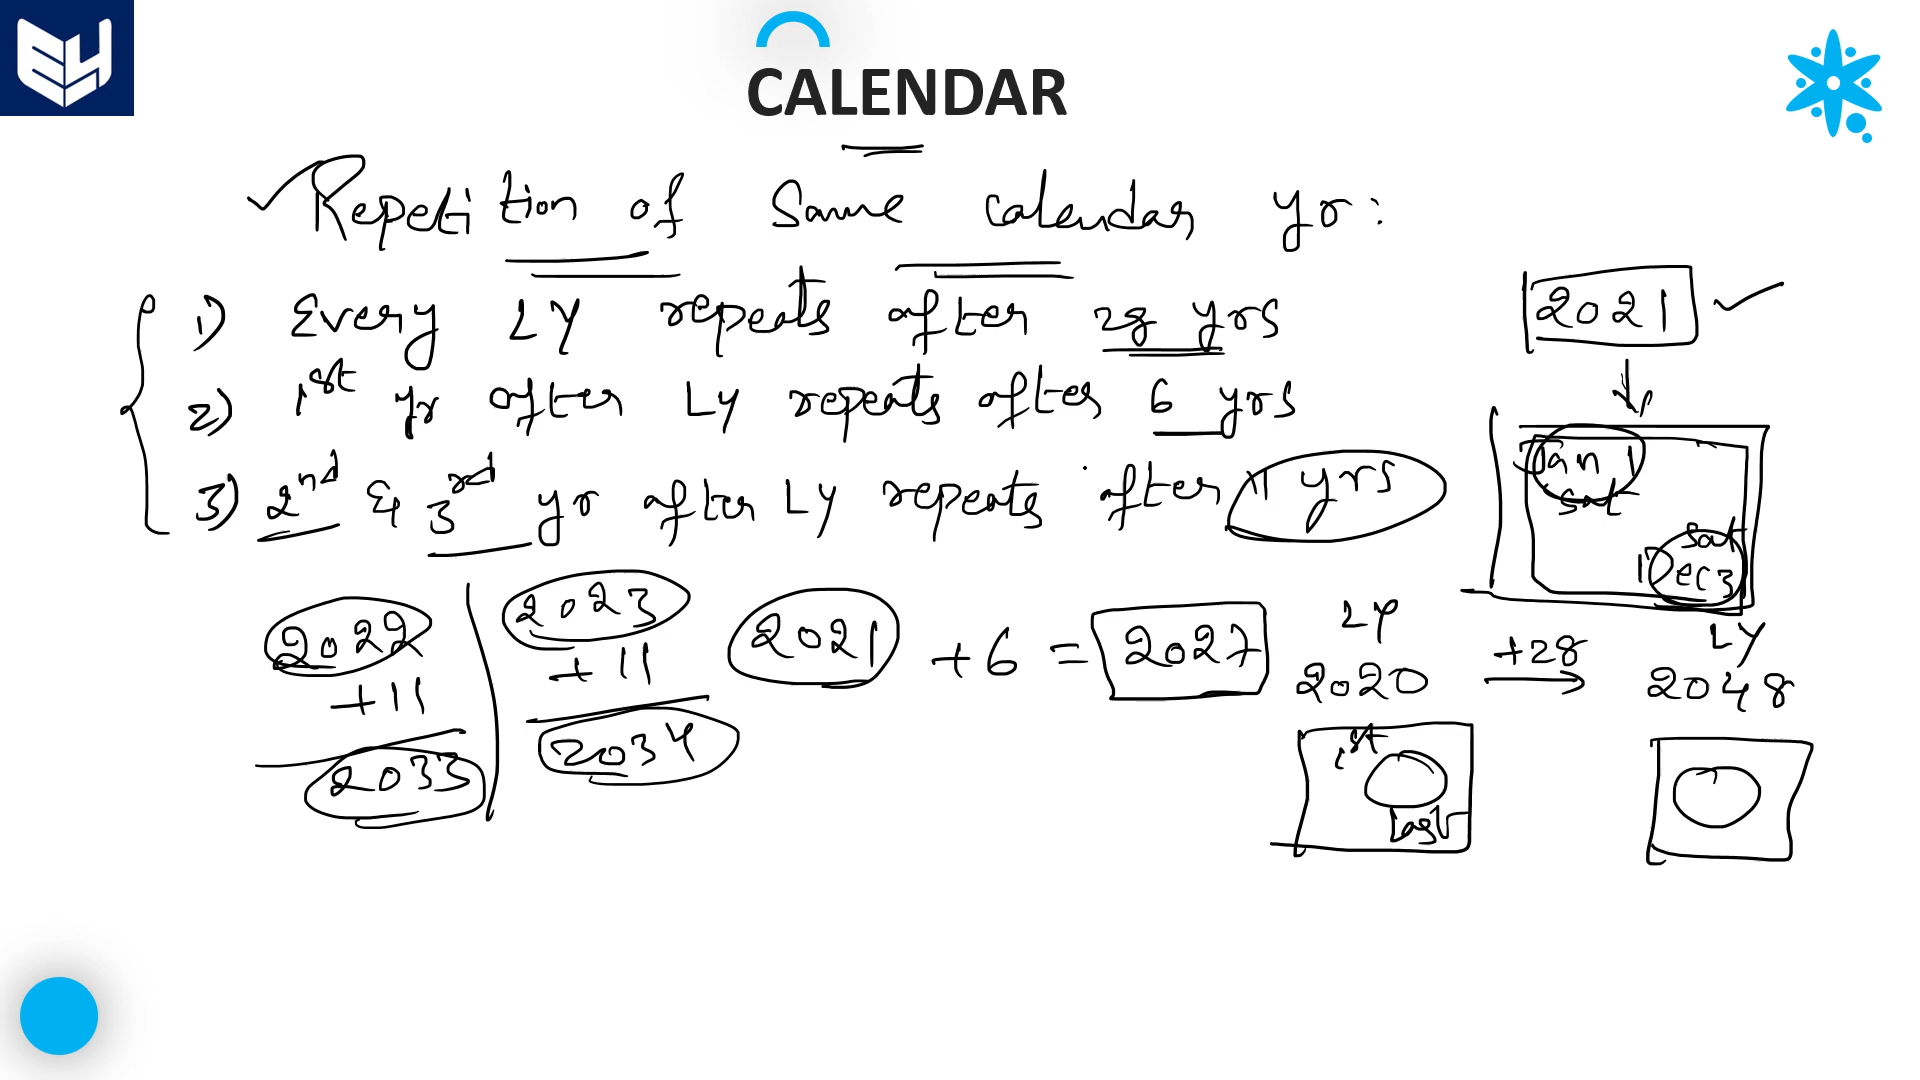 CALENDAR
Repetition of Same calendar yr:
1) Every LY repeats after 28 yrs
2) 1st yr after LY repeats after 6 yrs
3) 2nd & 3rd yr after LY repeats after 11 yrs
2021
Jan 1
sat
sat
Dec 3
2022
+11
2033
2023
+11
2034
2021 + 6 = 2027
LY
2020
+28
LY
2048
1st
last